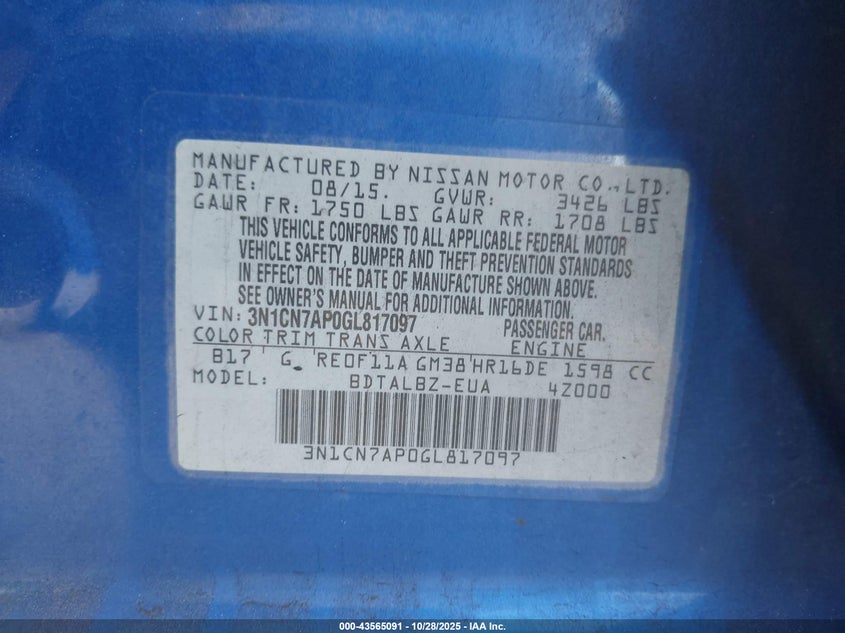 MANUFACTURED BY NISSAN MOTOR CO., LTD.
DATE: 08/15. GVWR: 3426 LBS
GAWR FR: 1750 LBS GAWR RR: 1708 LBS
THIS VEHICLE CONFORMS TO ALL APPLICABLE FEDERAL MOTOR
VEHICLE SAFETY, BUMPER AND THEFT PREVENTION STANDARDS
IN EFFECT ON THE DATE OF MANUFACTURE SHOWN ABOVE.
SEE OWNER'S MANUAL FOR ADDITIONAL INFORMATION.
VIN: 3N1CN7AP0GL817097 PASSENGER CAR.
COLOR TRIM TRANS AXLE ENGINE
B17 G RE0F11A GM38 HR16DE 1598 CC
MODEL: BDTALBZ-EUA 4Z000
3N1CN7AP0GL817097
000-43565091 | 10/28/2025 - IAA Inc.